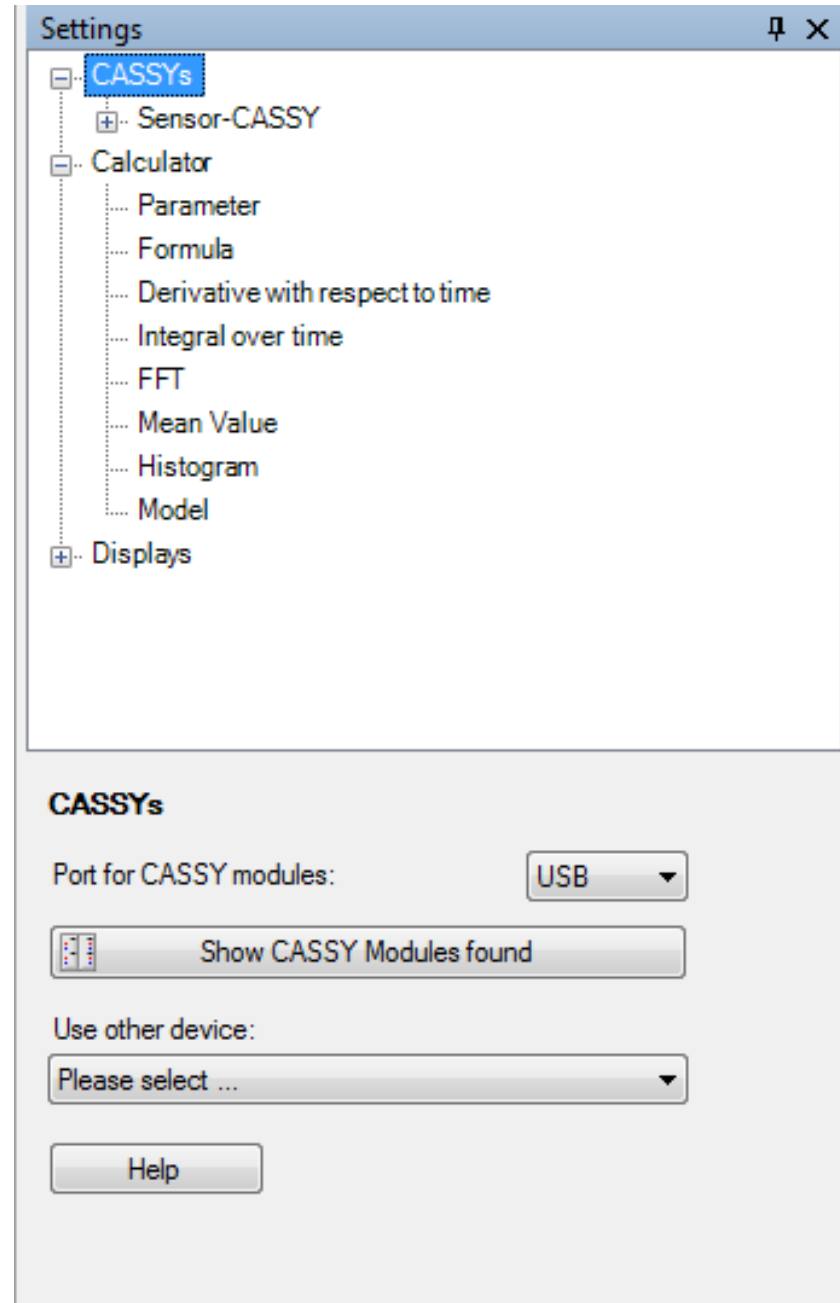 Settings
CASSYs
Sensor-CASSY
Calculator
Parameter
Formula
Derivative with respect to time
Integral over time
FFT
Mean Value
Histogram
Model
Displays
CASSYs
Port for CASSY modules: USB
Show CASSY Modules found
Use other device:
Please select ...
Help